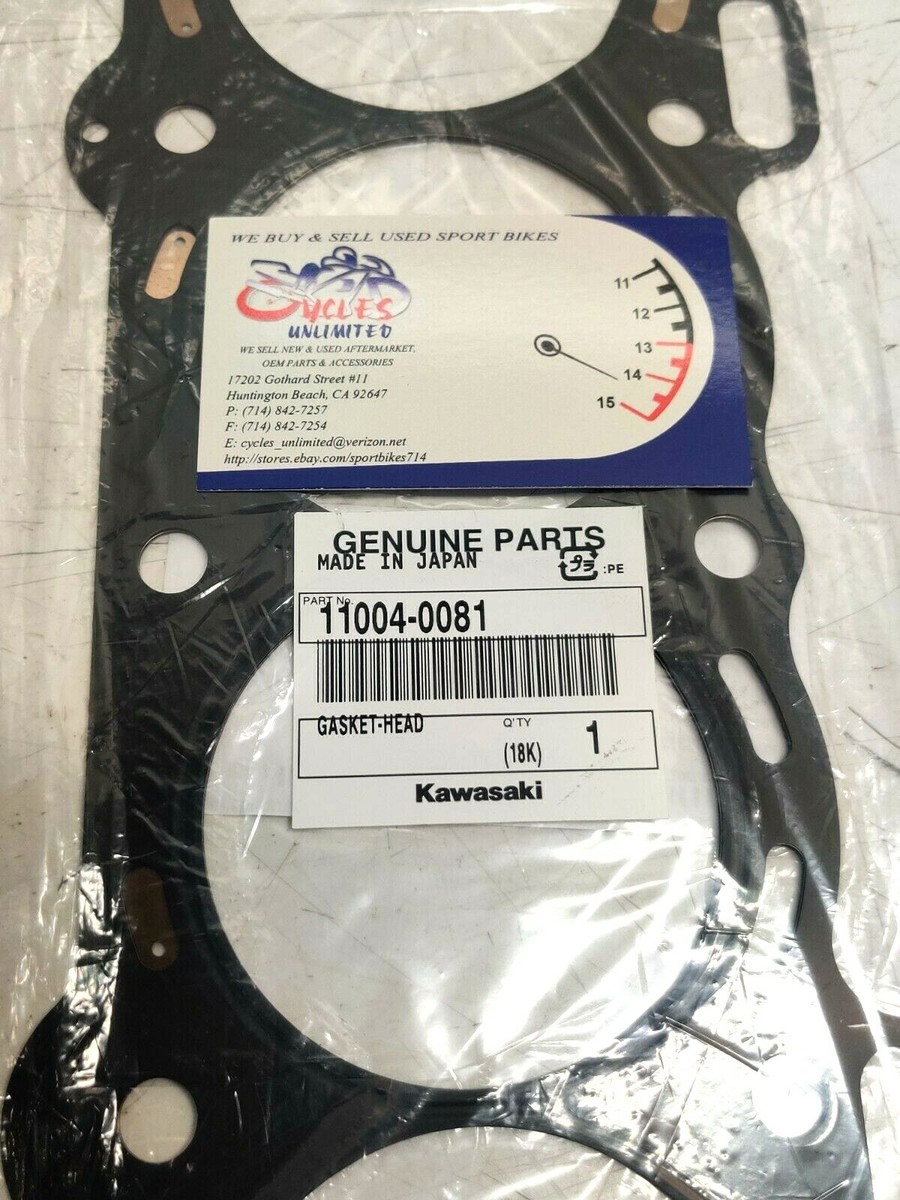 WE BUY & SELL USED SPORT BIKES
CYCLES
UNLIMITED
WE SELL NEW & USED AFTERMARKET,
OEM PARTS & ACCESSORIES
17202 Gothard Street #11
Huntington Beach, CA 92647
P: (714) 842-7257
F: (714) 842-7254
E: cycles_unlimited@verizon.net
http://stores.ebay.com/sportbikes714
11
12
13
14
15
GENUINE PARTS
MADE IN JAPAN
プラ :PE
PART No.
11004-0081
GASKET-HEAD
Q'TY
(18K)
1
Kawasaki